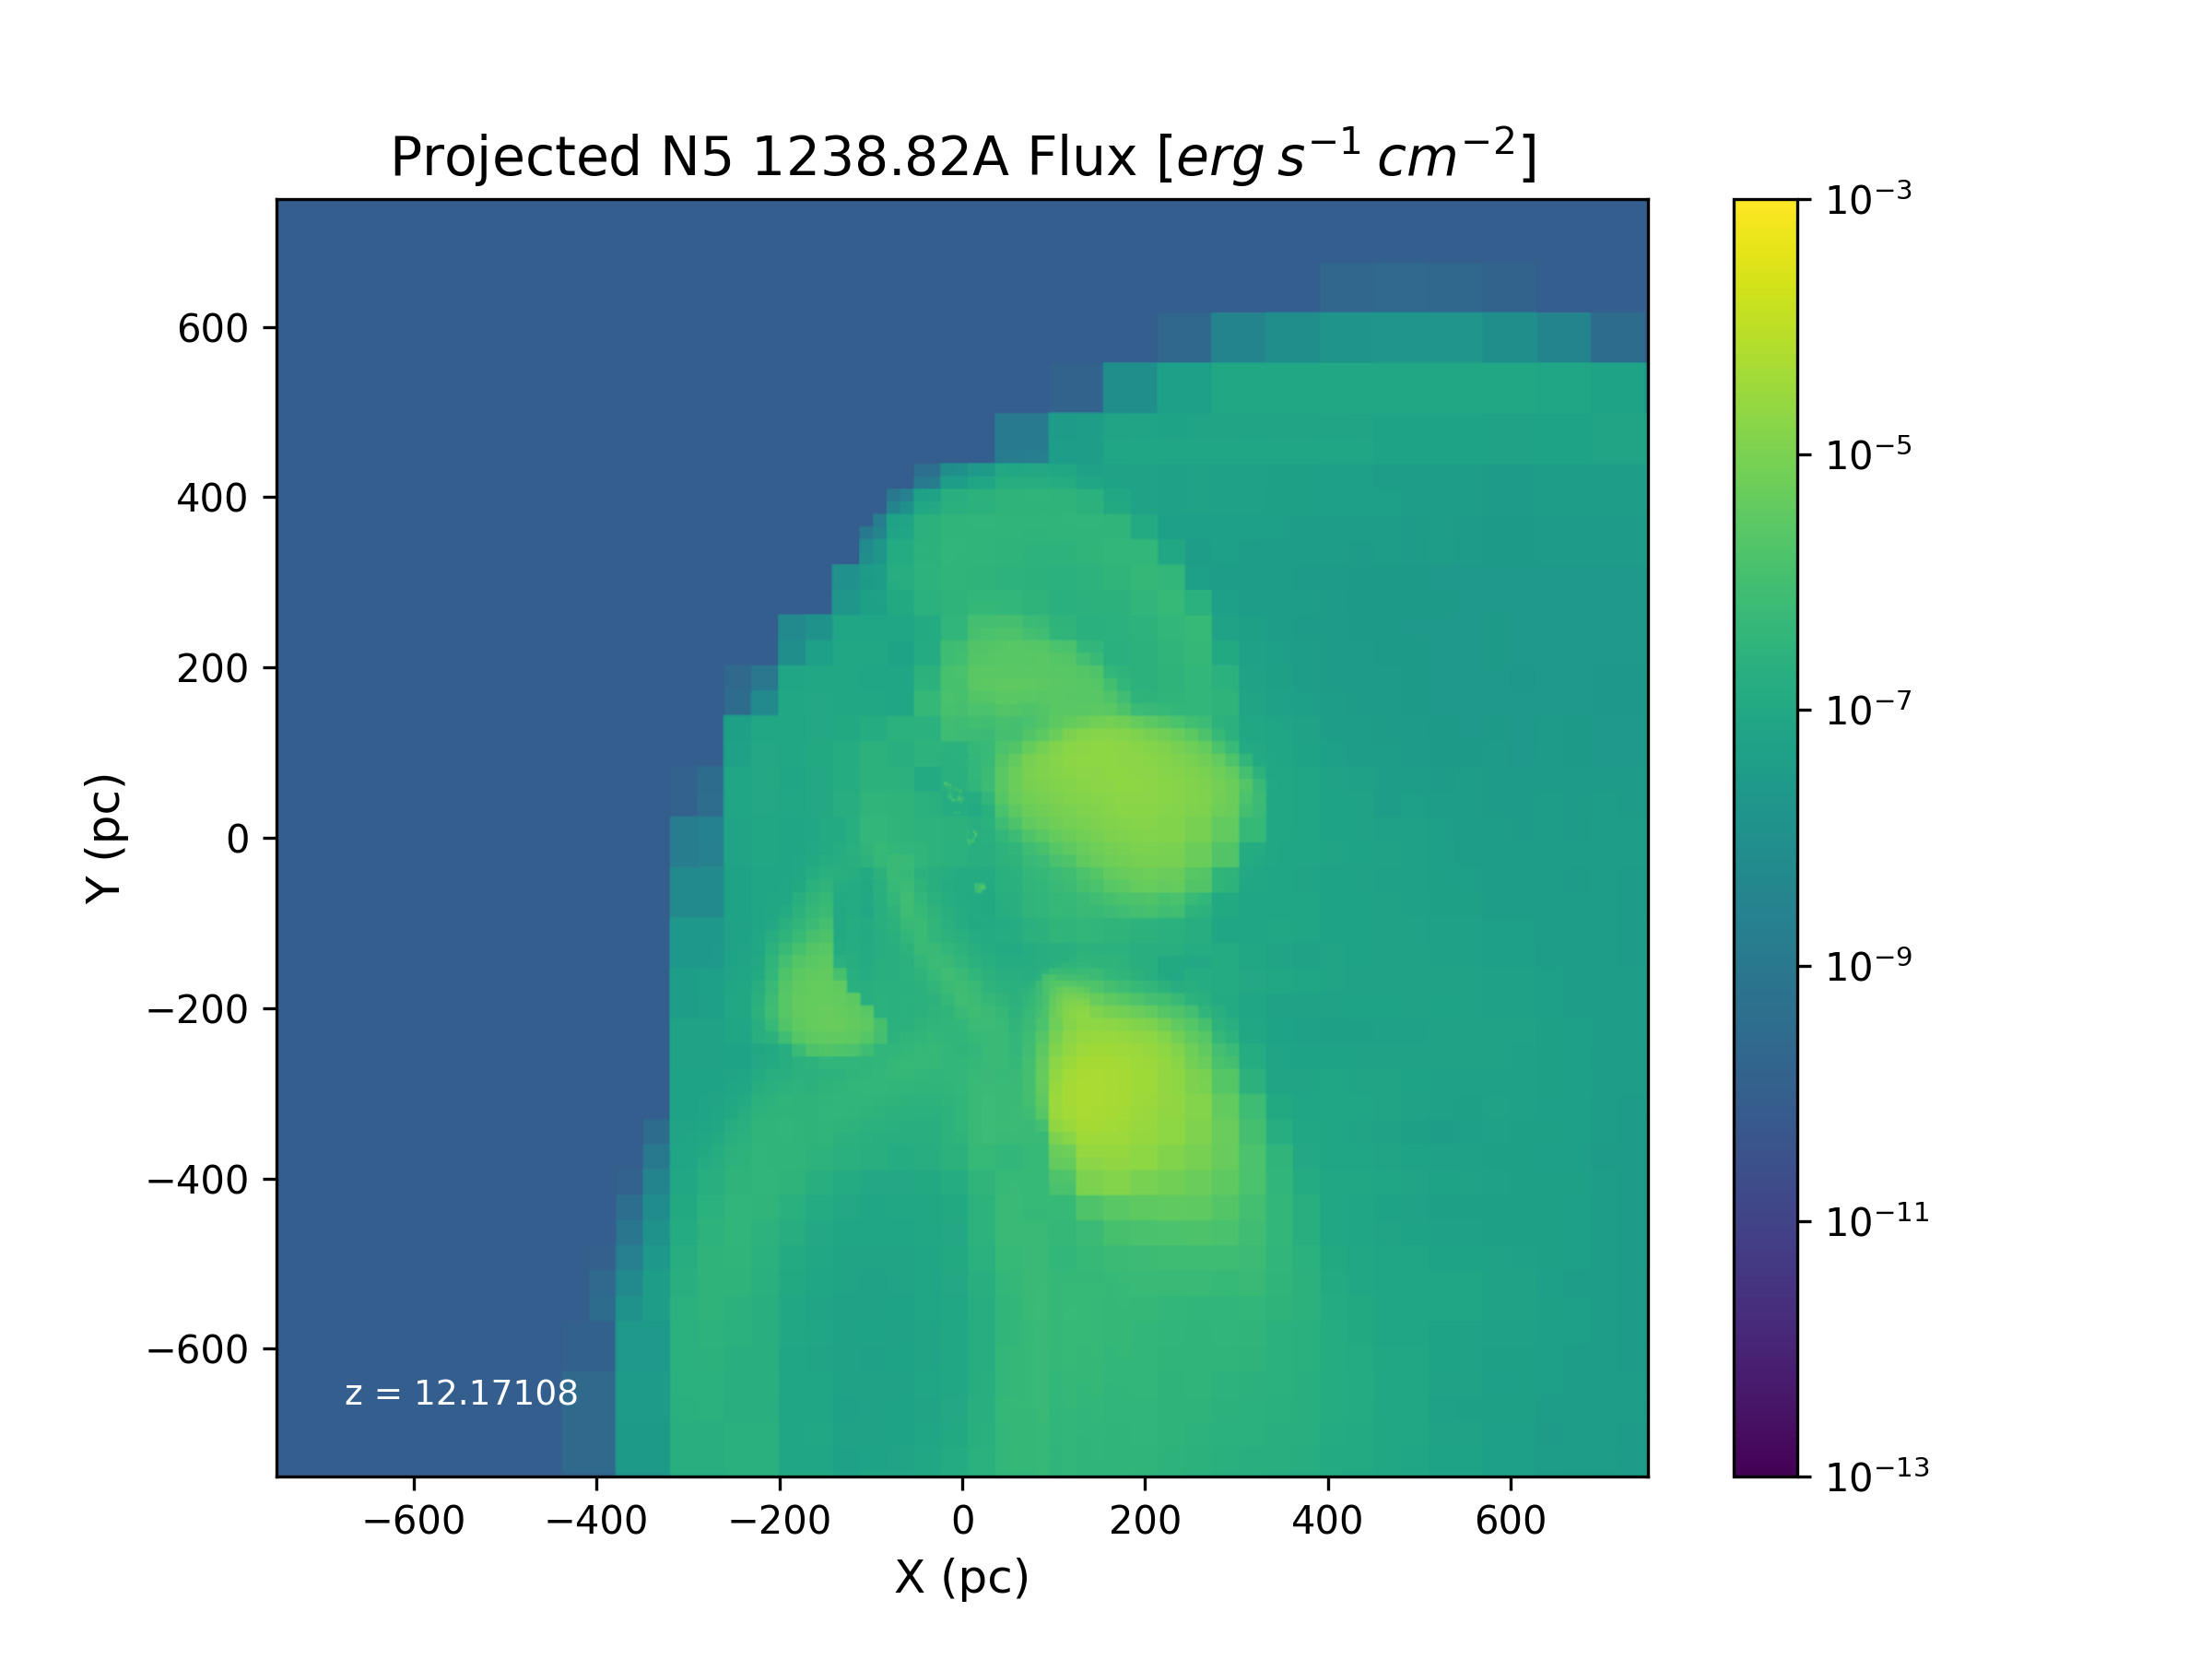 Projected N5 1238.82A Flux [erg s⁻¹ cm⁻²]
10⁻³
600
10⁻⁵
400
200
10⁻⁷
Y (pc)
0
10⁻⁹
−200
−400
10⁻¹¹
−600
z = 12.17108
10⁻¹³
−600 −400 −200 0 200 400 600
X (pc)